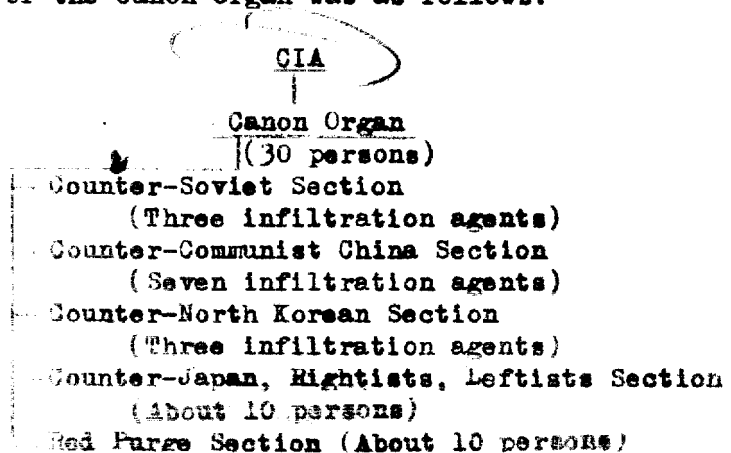 of the Canon Organ was as follows:
CIA
Canon Organ
(30 persons)
Counter-Soviet Section
(Three infiltration agents)
Counter-Communist China Section
(Seven infiltration agents)
Counter-North Korean Section
(Three infiltration agents)
Counter-Japan, Rightists, Leftists Section
(About 10 persons)
Red Purge Section (About 10 persons)